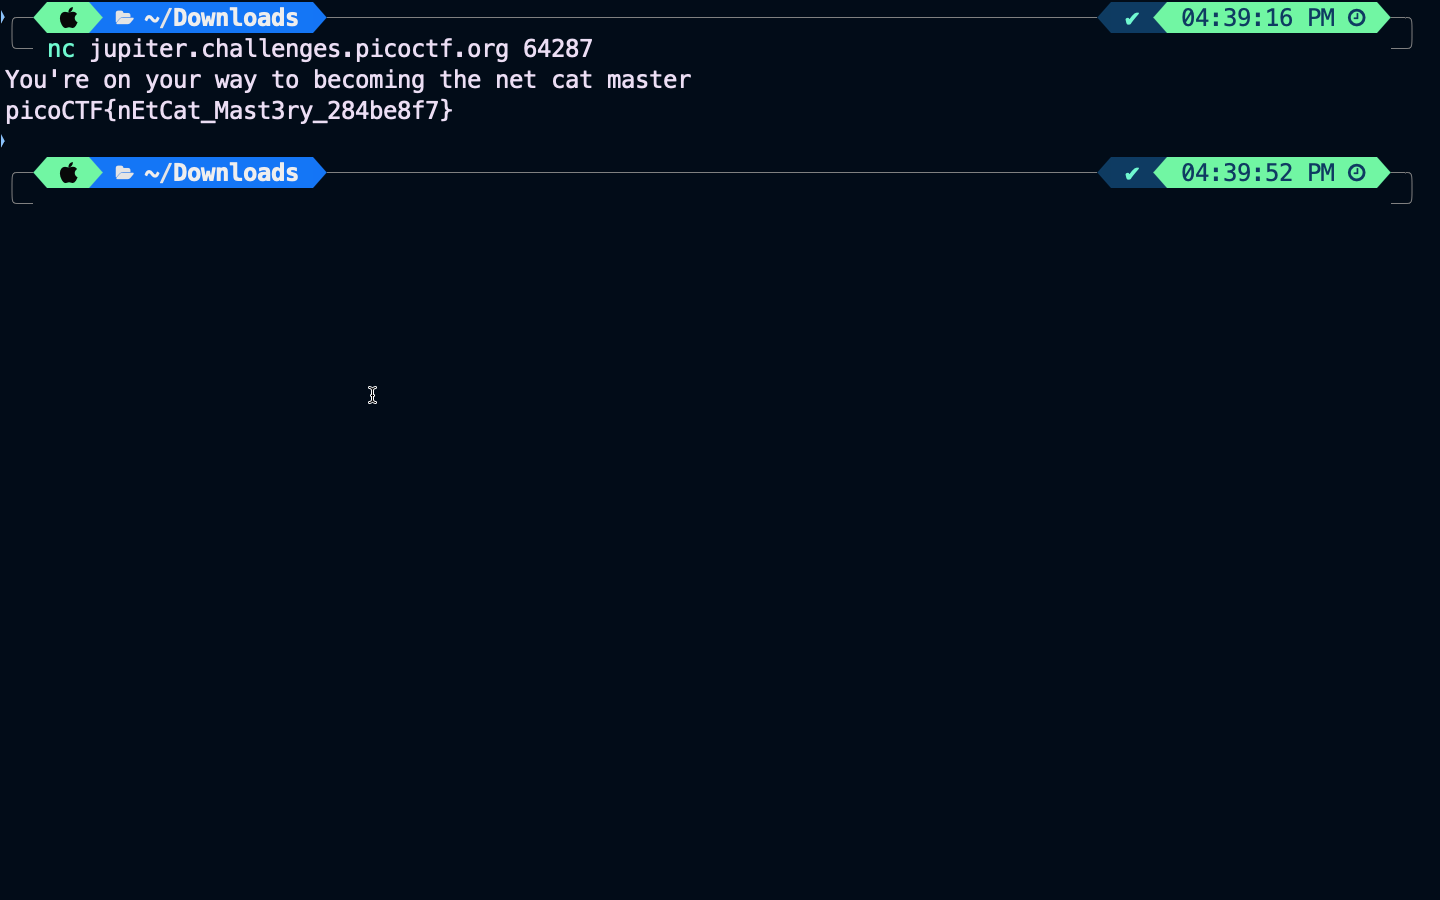 ~/Downloads ✔ 04:39:16 PM
nc jupiter.challenges.picoctf.org 64287
You're on your way to becoming the net cat master
picoCTF{nEtCat_Mast3ry_284be8f7}
~/Downloads ✔ 04:39:52 PM